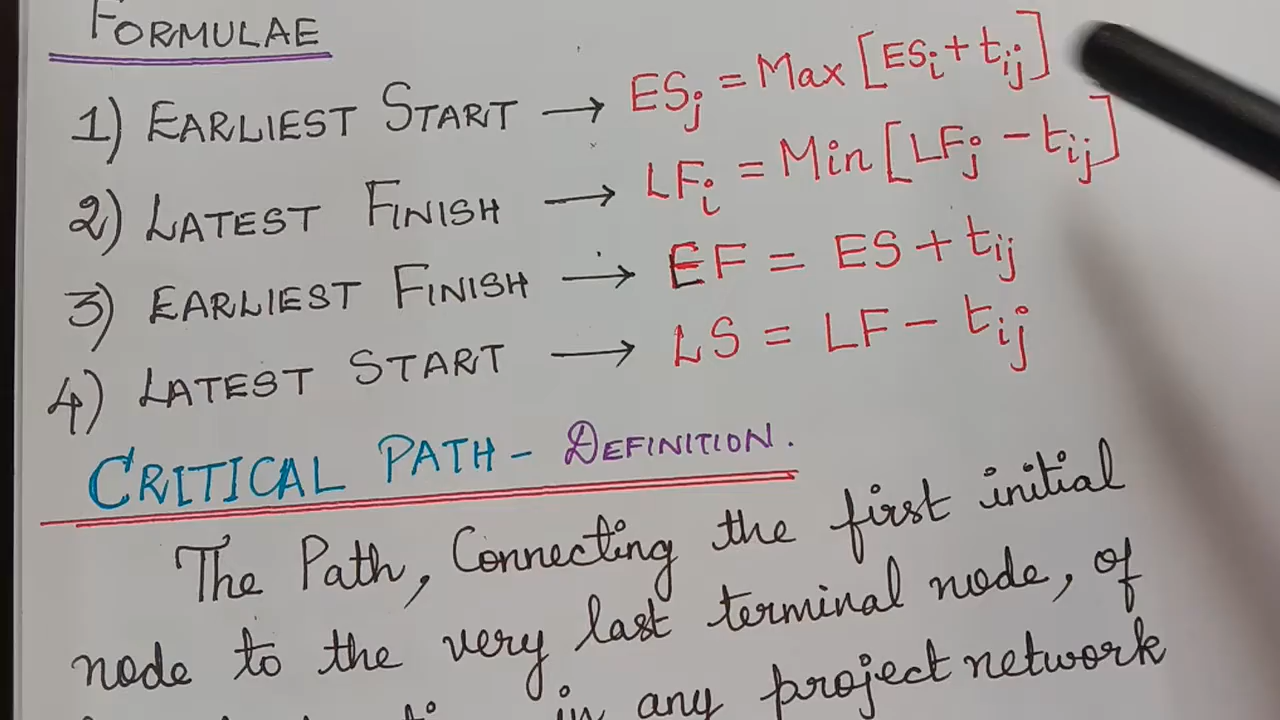 FORMULAE
1) EARLIEST START → ESj = Max [ESi + tij]
2) LATEST FINISH → LFi = Min [LFj - tij]
3) EARLIEST FINISH → EF = ES + tij
4) LATEST START → LS = LF - tij
CRITICAL PATH - DEFINITION.
The Path, Connecting the first initial
node to the very last terminal node, of
in any project network